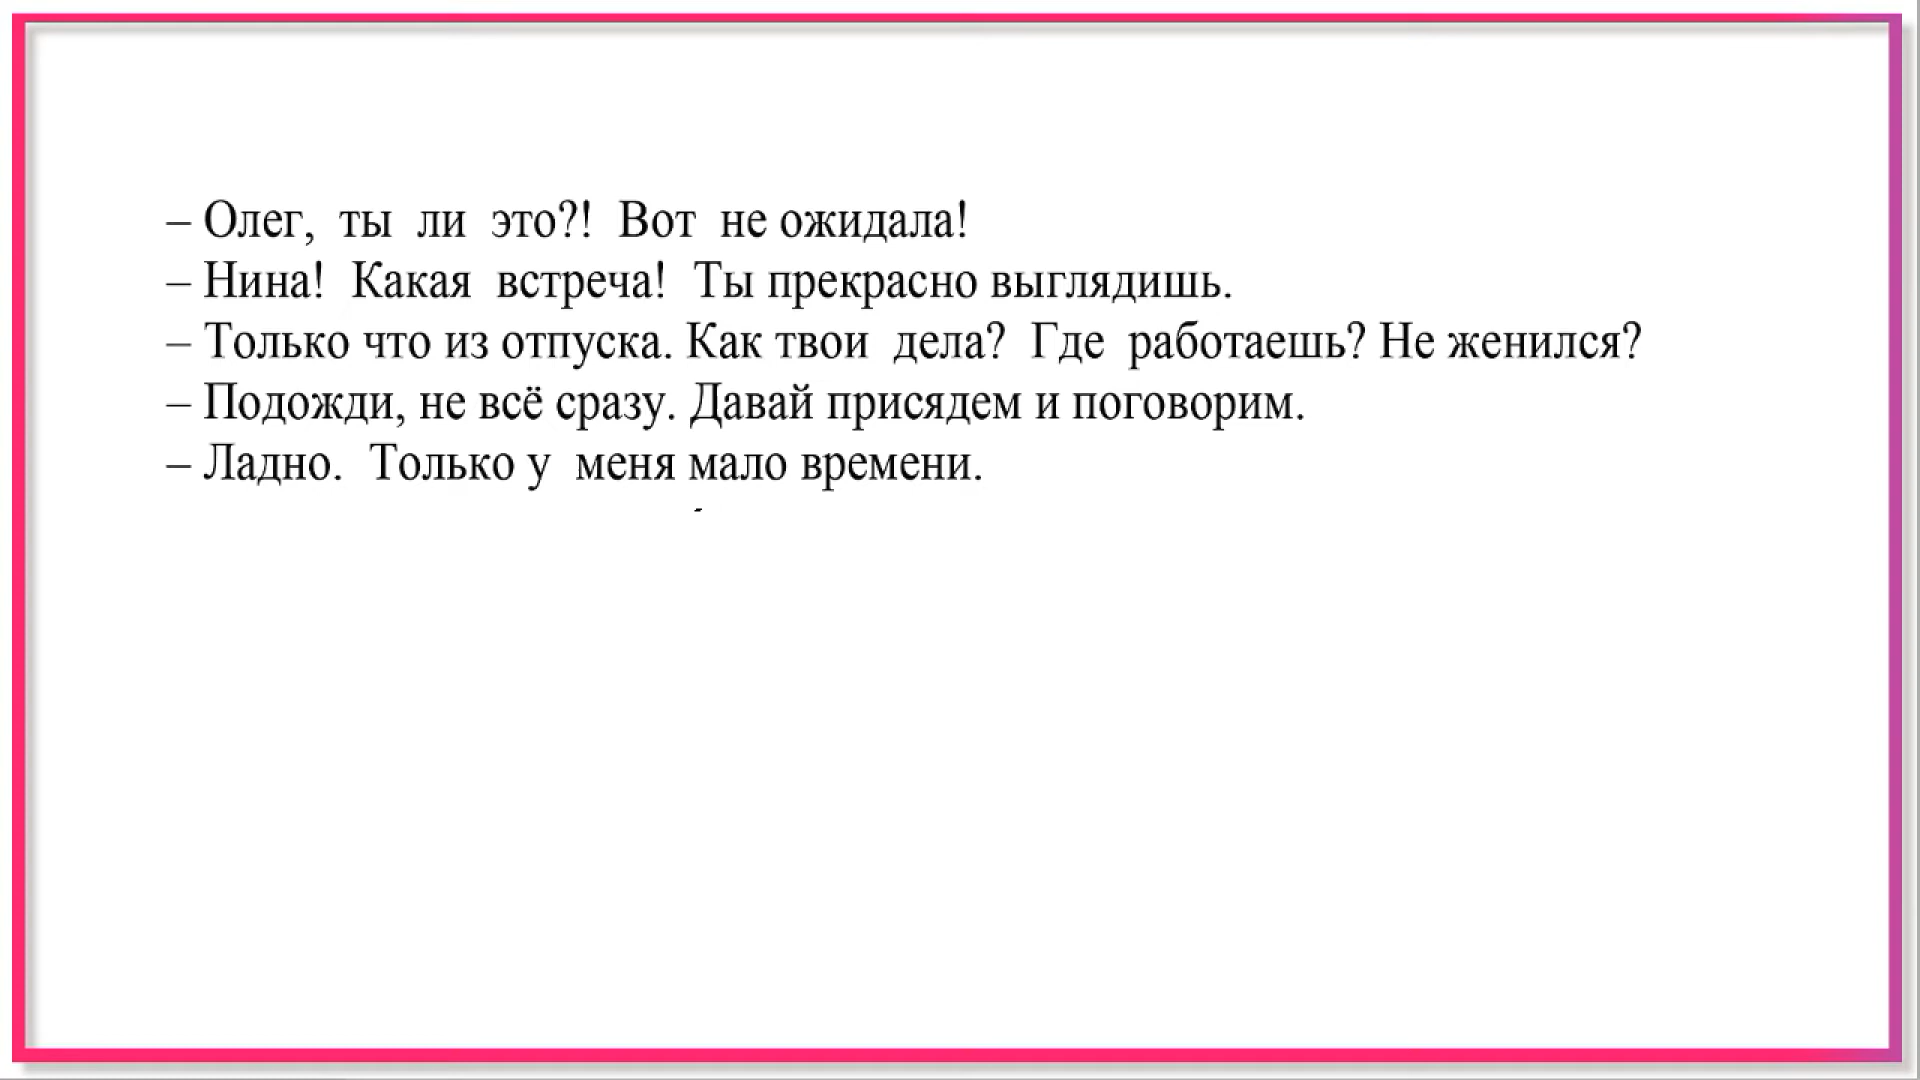 – Олег, ты ли это?! Вот не ожидала!
– Нина! Какая встреча! Ты прекрасно выглядишь.
– Только что из отпуска. Как твои дела? Где работаешь? Не женился?
– Подожди, не всё сразу. Давай присядем и поговорим.
– Ладно. Только у меня мало времени.